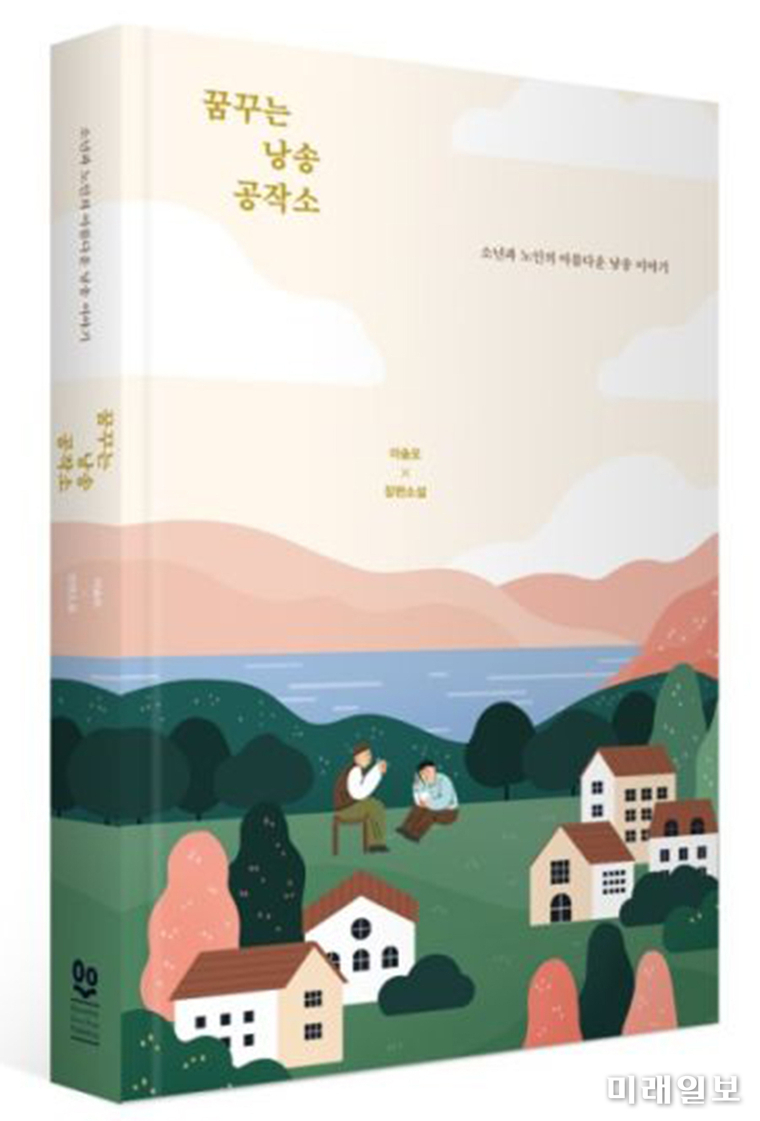 꿈꾸는
낭송
공작소
소년과 노인의 아름다운 낭송 이야기
이숲오
×
장편소설
소년과 노인의 아름다운 낭송 이야기
꿈꾸는
낭송
공작소
미래일보